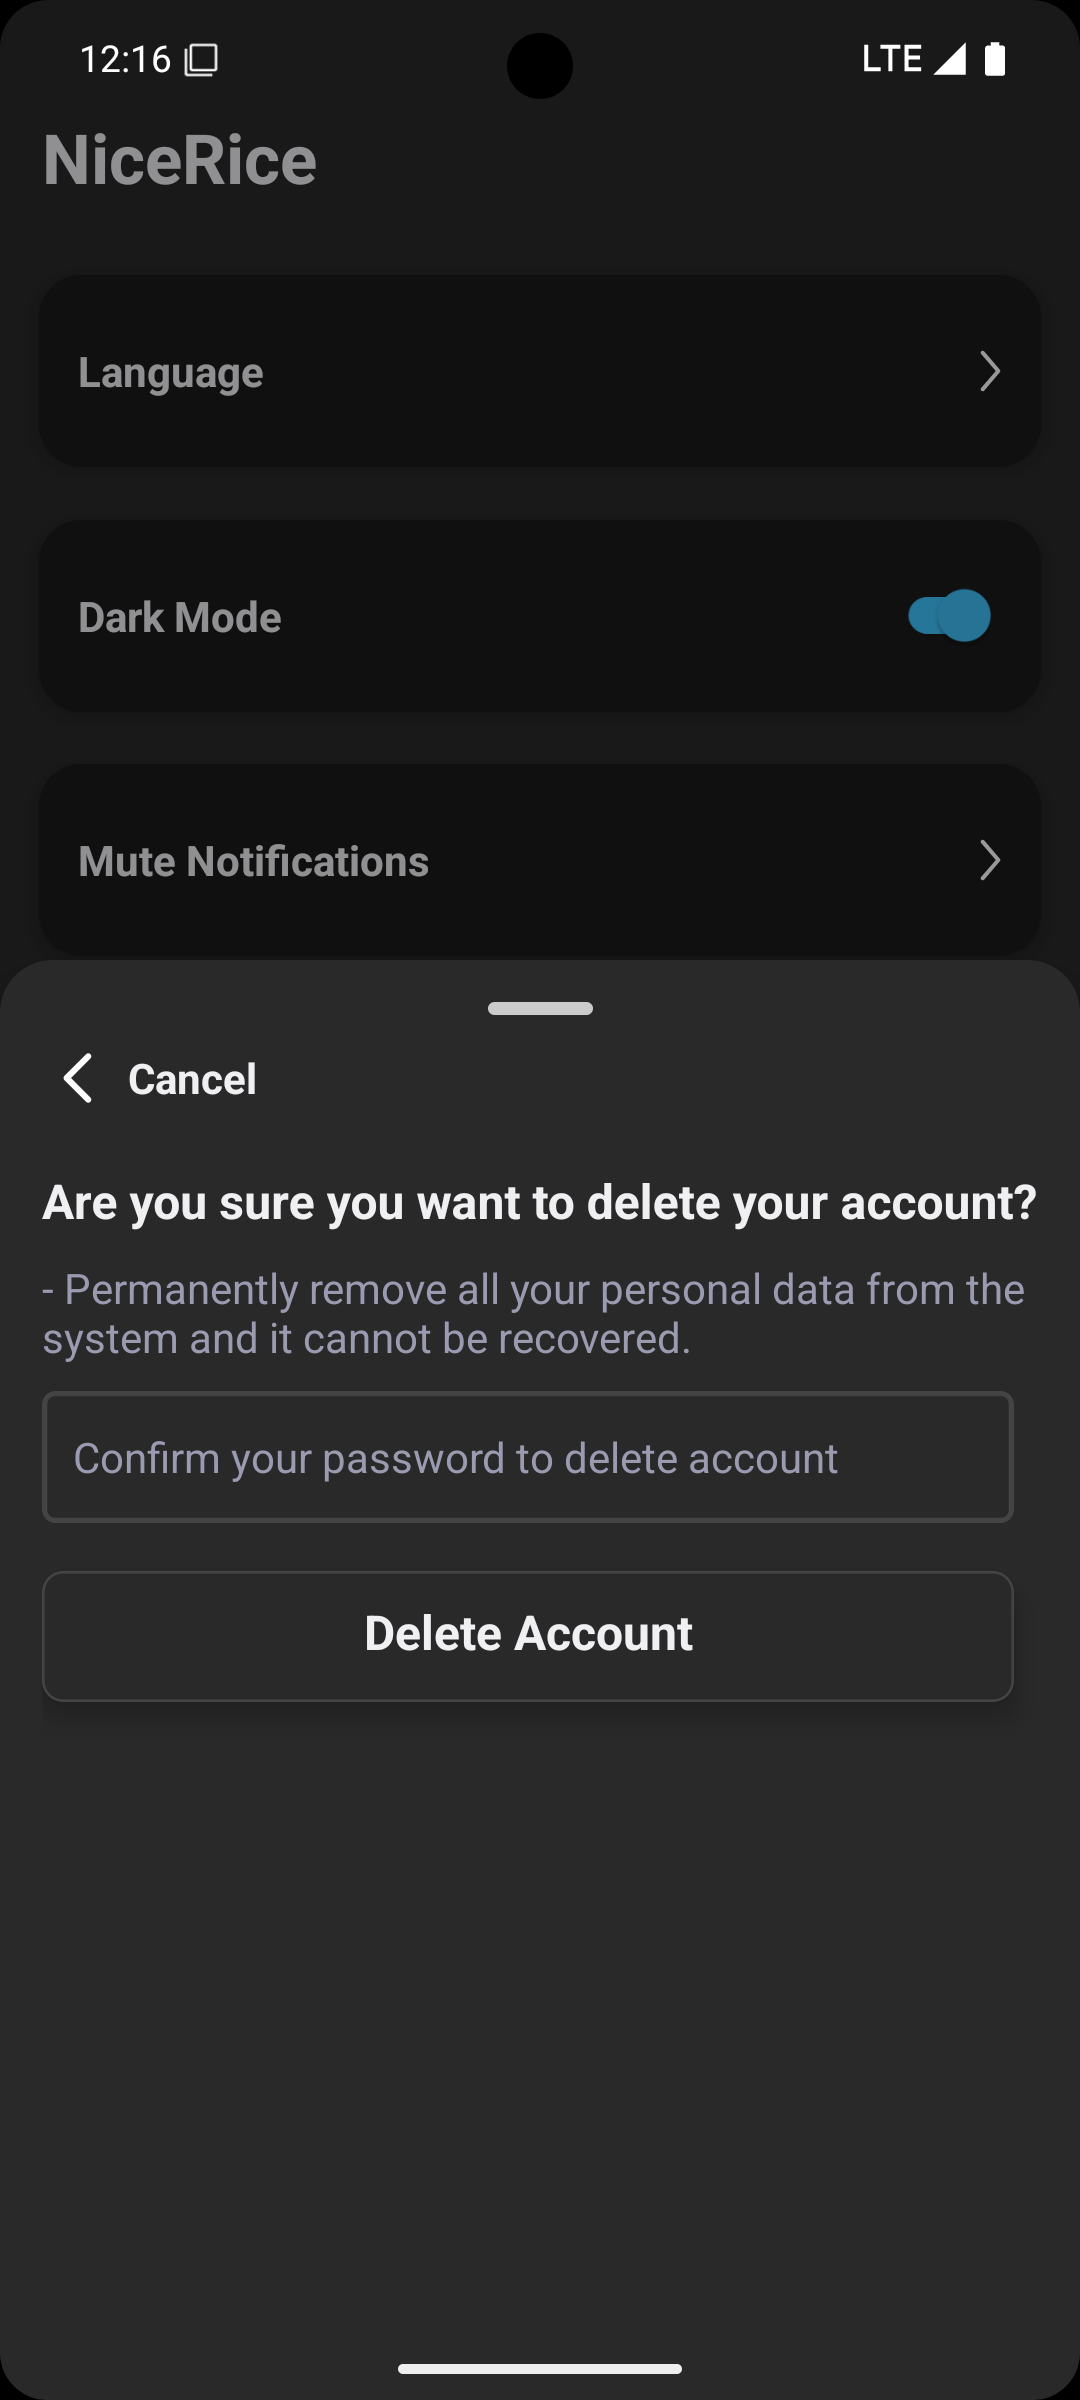 12:16
LTE
NiceRice
Language
Dark Mode
Mute Notifications
Cancel
Are you sure you want to delete your account?
- Permanently remove all your personal data from the
system and it cannot be recovered.
Confirm your password to delete account
Delete Account